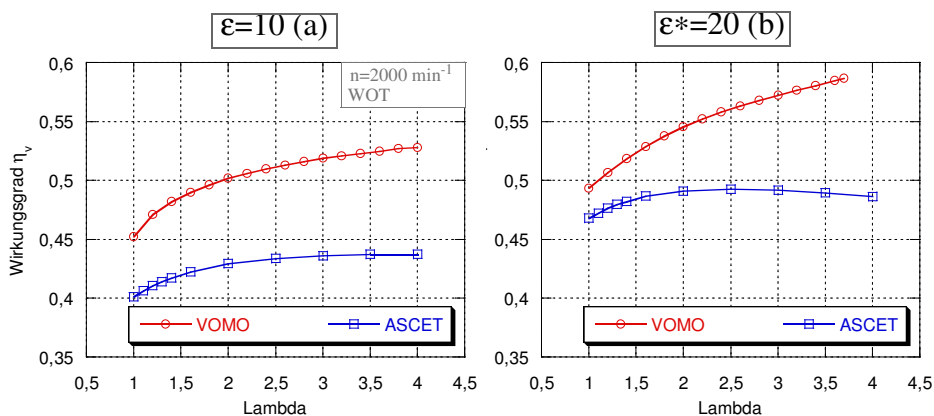 ε=10 (a)
ε*=20 (b)
n=2000 min-1
WOT
Wirkungsgrad ηv
0,6
0,55
0,5
0,45
0,4
0,35
VOMO
ASCET
0,5
1
1,5
2
2,5
3
3,5
4
4,5
Lambda
0,6
0,55
0,5
0,45
0,4
0,35
VOMO
ASCET
0,5
1
1,5
2
2,5
3
3,5
4
4,5
Lambda